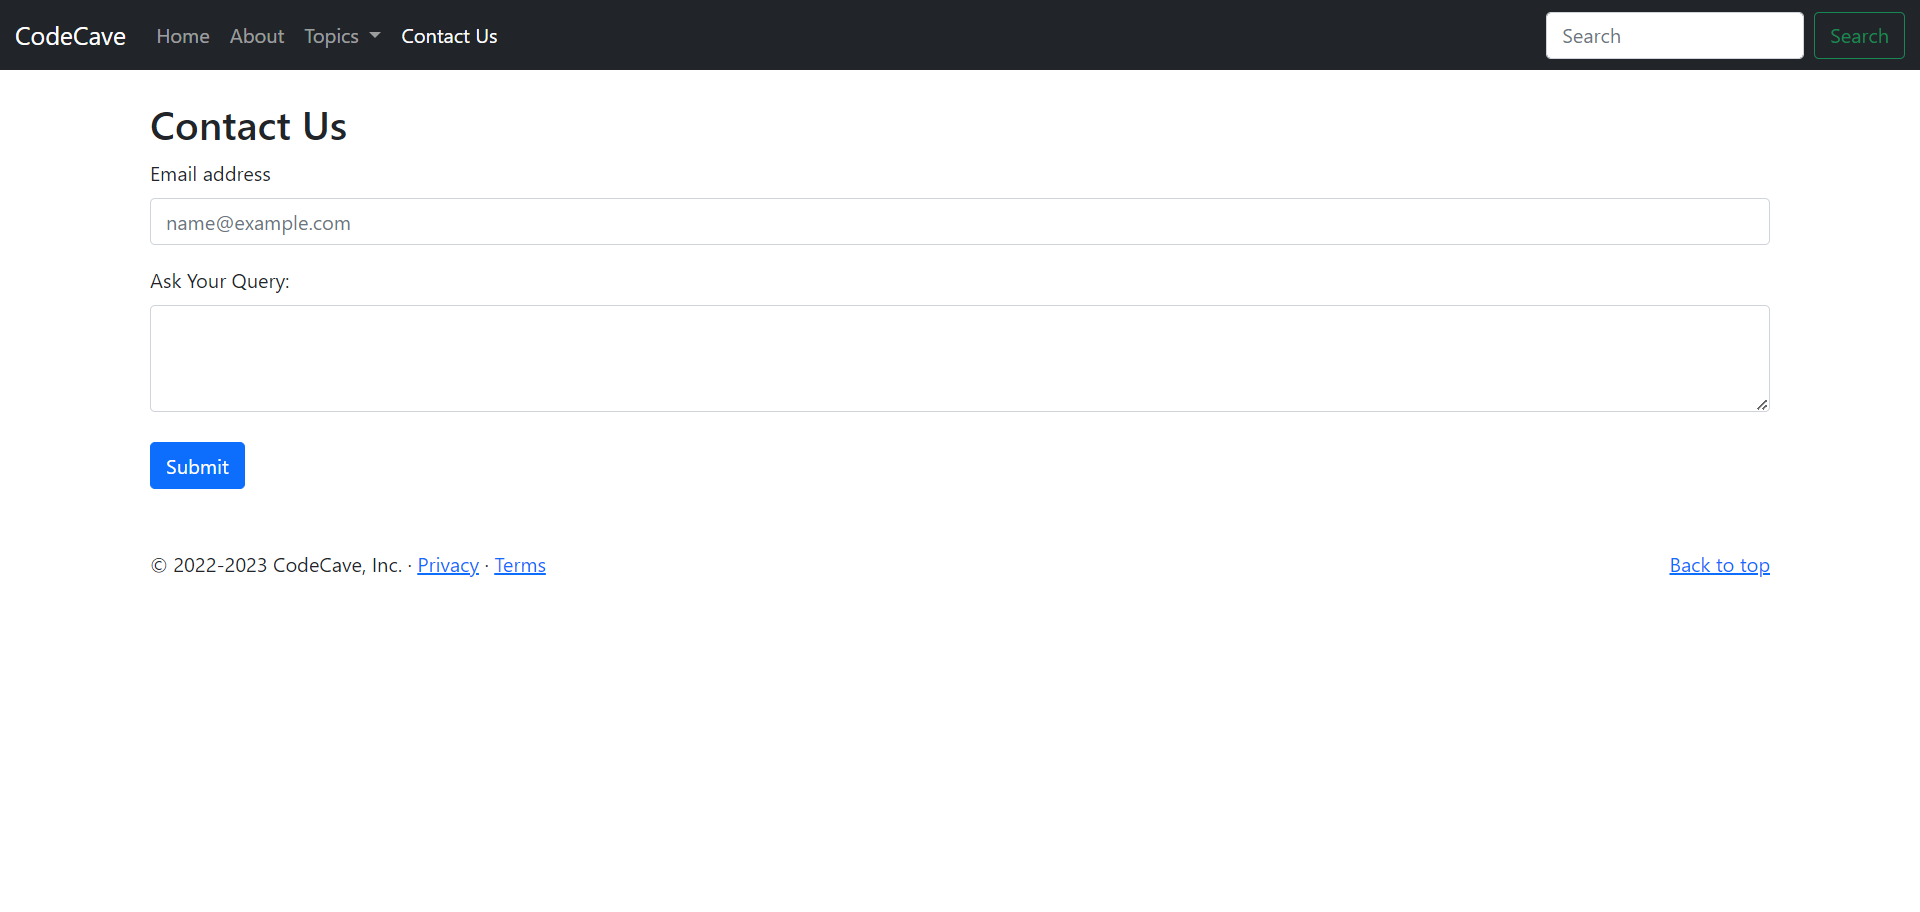 CodeCave Home About Topics Contact Us Search Search
Contact Us
Email address
name@example.com
Ask Your Query:
Submit
© 2022-2023 CodeCave, Inc. · Privacy · Terms Back to top